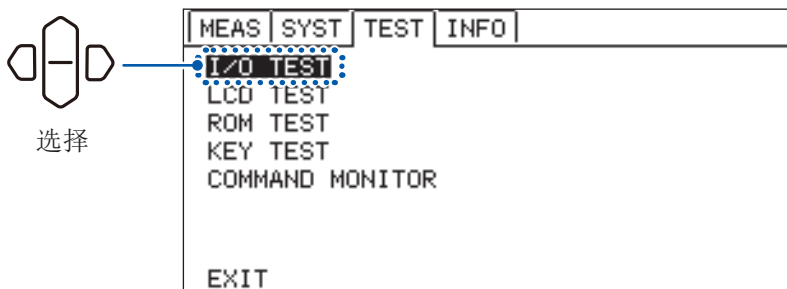 MEAS SYST TEST INFO
I/O TEST
LCD TEST
ROM TEST
KEY TEST
COMMAND MONITOR
EXIT
选择